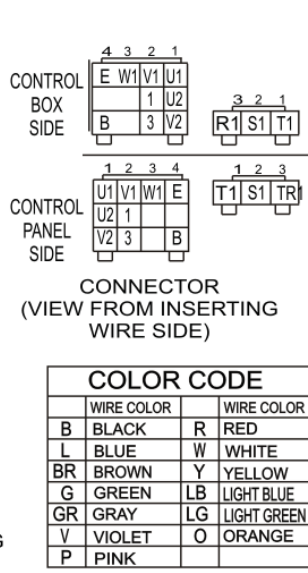 4 3 2 1
CONTROL BOX SIDE
E W1 V1 U1
1 U2
B 3 V2
3 2 1
R1 S1 T1
1 2 3 4
CONTROL PANEL SIDE
U1 V1 W1 E
U2 1
V2 3 B
1 2 3
T1 S1 TR1
CONNECTOR
(VIEW FROM INSERTING
WIRE SIDE)
COLOR CODE
WIRE COLOR WIRE COLOR
B BLACK R RED
L BLUE W WHITE
BR BROWN Y YELLOW
G GREEN LB LIGHT BLUE
GR GRAY LG LIGHT GREEN
V VIOLET O ORANGE
P PINK